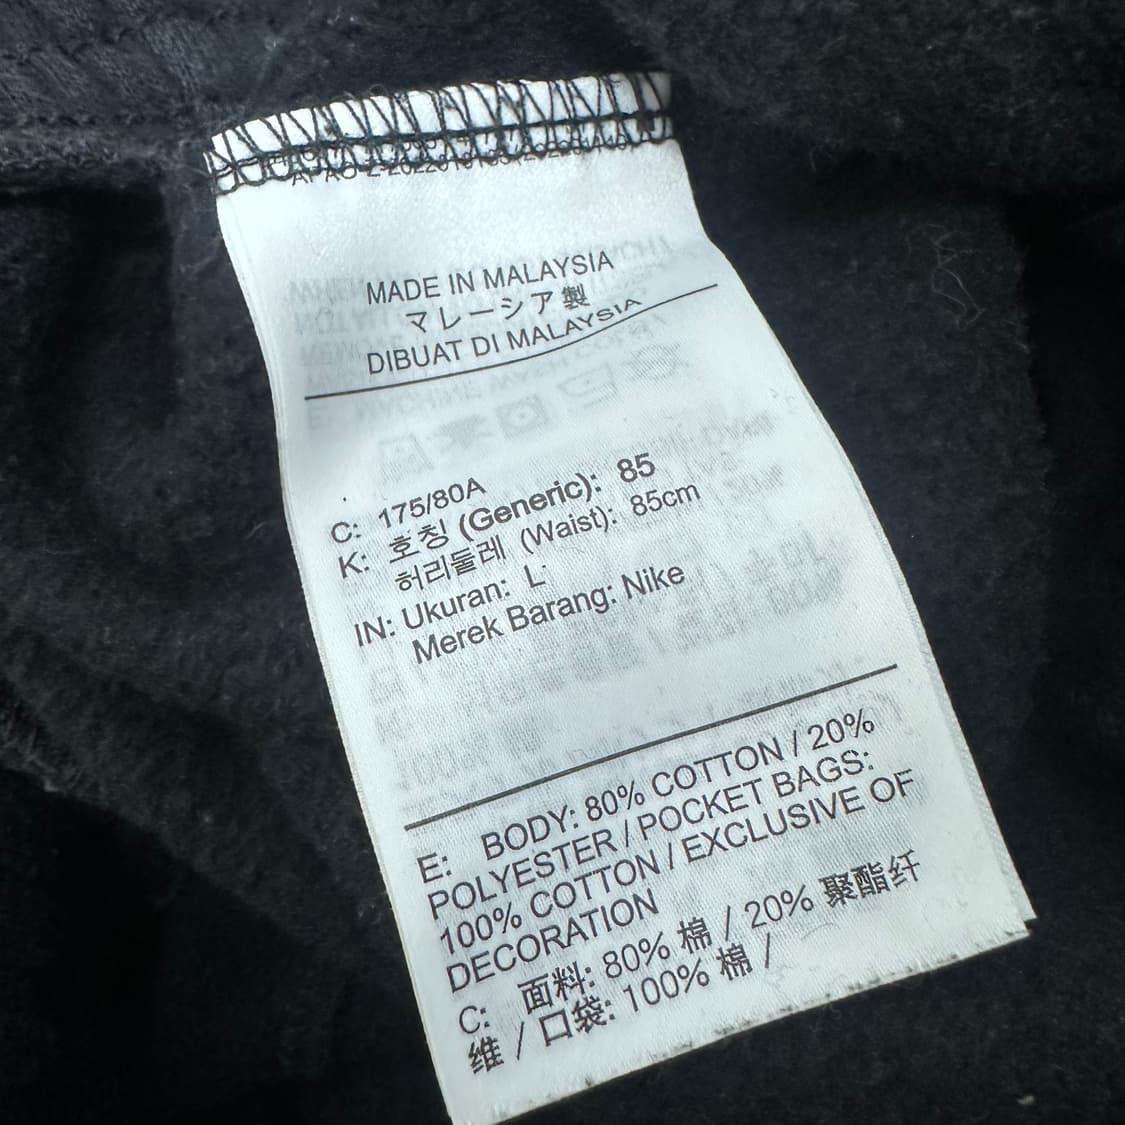 MADE IN MALAYSIA
マレーシア製
DIBUAT DI MALAYSIA
C: 175/80A
K: 호칭 (Generic): 85
허리둘레 (Waist): 85cm
IN: Ukuran: L
Merek Barang: Nike
E: BODY: 80% COTTON / 20%
POLYESTER / POCKET BAGS:
100% COTTON / EXCLUSIVE OF
DECORATION
C: 面料: 80% 棉 / 20% 聚酯纤
维 / 口袋: 100% 棉 /